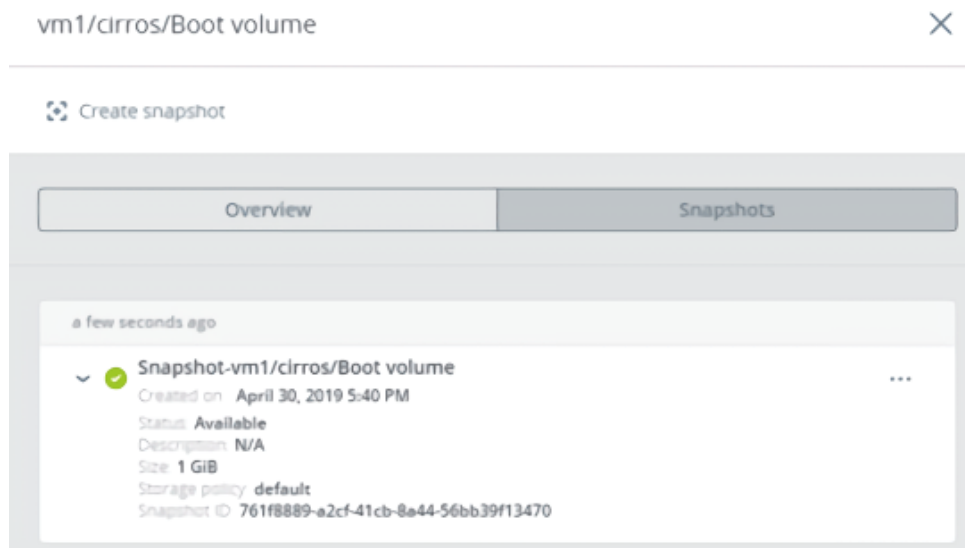 vm1/cirros/Boot volume
Create snapshot
Overview
Snapshots
a few seconds ago
Snapshot-vm1/cirros/Boot volume
Created on April 30, 2019 5:40 PM
Status Available
Description N/A
Size 1 GiB
Storage policy default
Snapshot ID 761f8889-a2cf-41cb-8a44-56bb39f13470